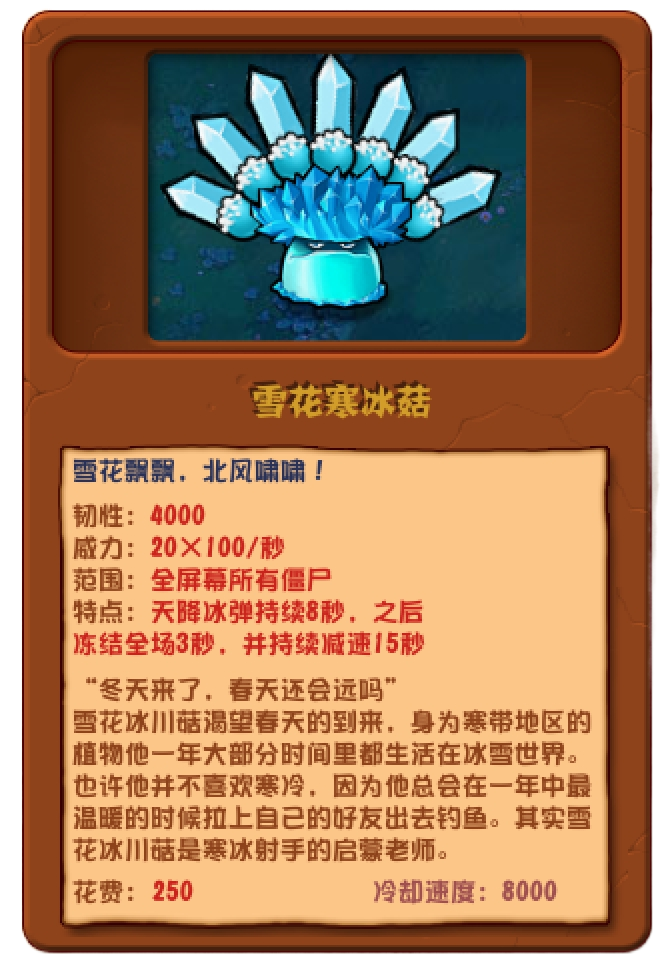 雪花寒冰菇
雪花飘飘，北风啸啸！
韧性：4000
威力：20×100/秒
范围：全屏幕所有僵尸
特点：天降冰弹持续8秒，之后
冻结全场3秒，并持续减速15秒
“冬天来了，春天还会远吗”
雪花冰川菇渴望春天的到来，身为寒带地区的
植物他一年大部分时间里都生活在冰雪世界。
也许他并不喜欢寒冷，因为他总会在一年中最
温暖的时候拉上自己的好友出去钓鱼。其实雪
花冰川菇是寒冰射手的启蒙老师。
花费：250 冷却速度：8000